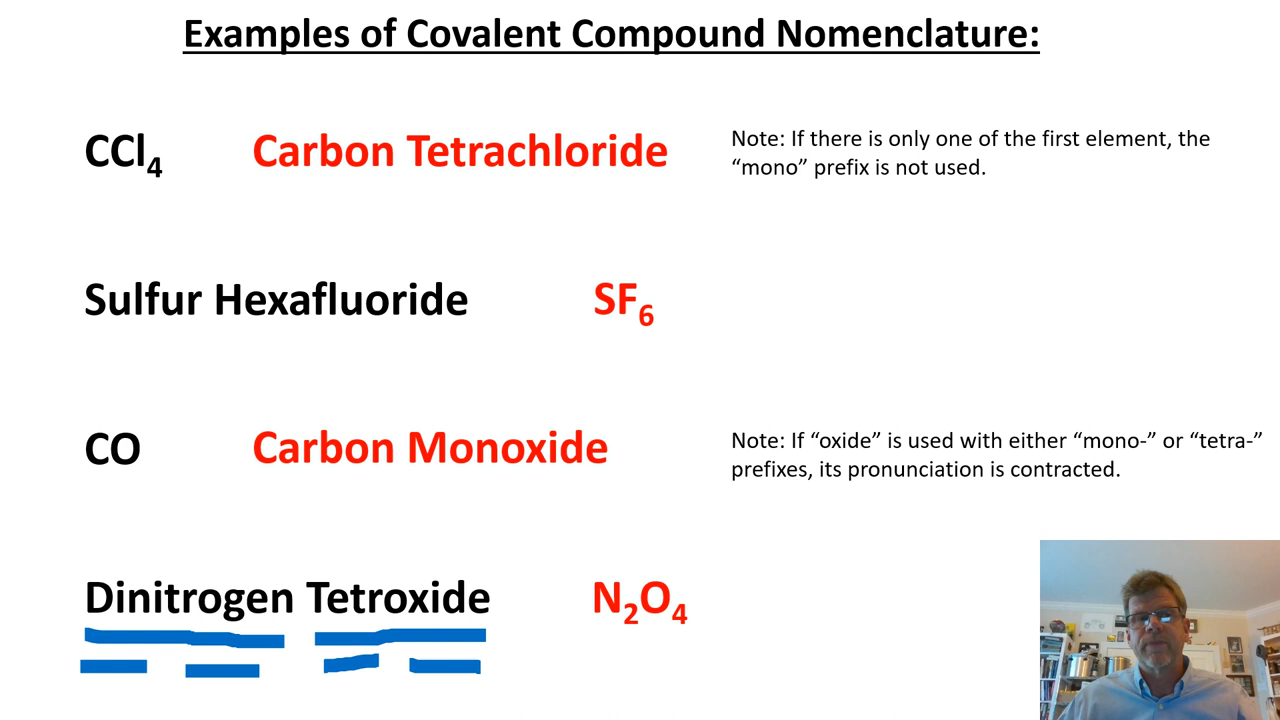 Examples of Covalent Compound Nomenclature:
CCl₄ Carbon Tetrachloride
Note: If there is only one of the first element, the
“mono” prefix is not used.
Sulfur Hexafluoride SF₆
CO Carbon Monoxide
Note: If “oxide” is used with either “mono-” or “tetra-”
prefixes, its pronunciation is contracted.
Dinitrogen Tetroxide N₂O₄